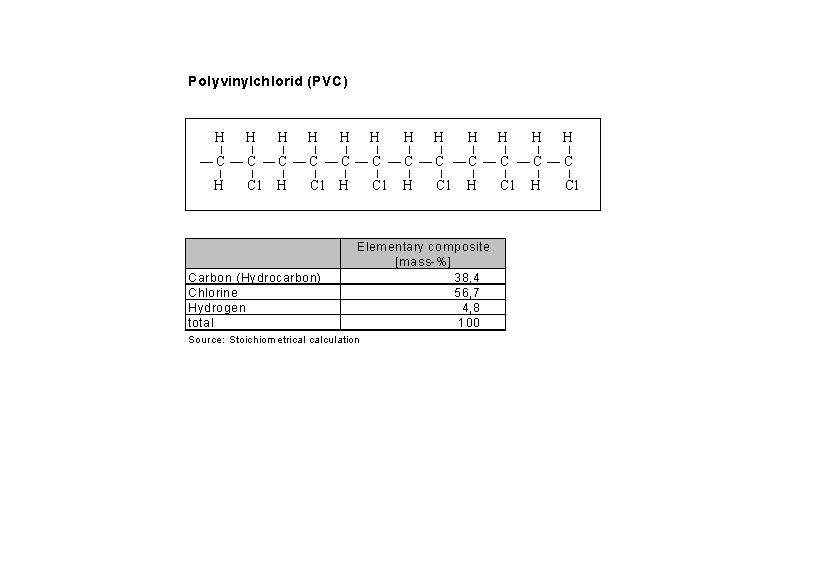 Polyvinylchlorid (PVC)
H H H H H H H H H H H H
— C — C — C — C — C — C — C — C — C — C — C — C
H Cl H Cl H Cl H Cl H Cl H Cl
Elementary composite
[mass-%]
Carbon (Hydrocarbon) 38,4
Chlorine 56,7
Hydrogen 4,8
total 100
Source: Stoichiometrical calculation